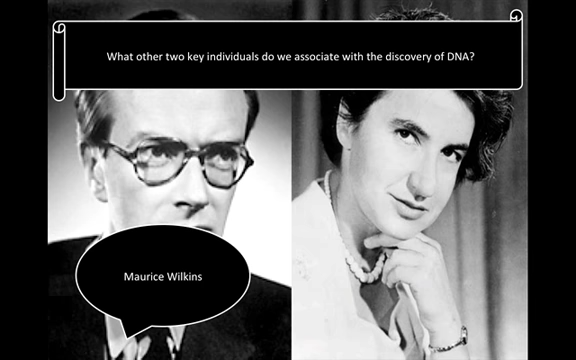 What other two key individuals do we associate with the discovery of DNA?
Maurice Wilkins